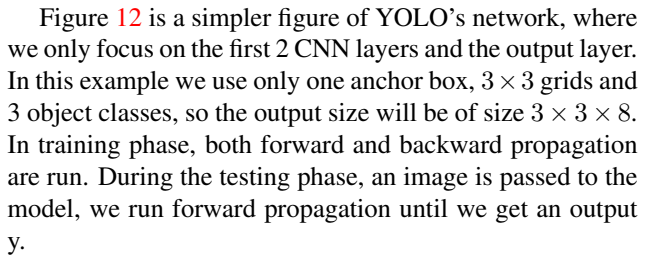 Figure 12 is a simpler figure of YOLO's network, where
we only focus on the first 2 CNN layers and the output layer.
In this example we use only one anchor box, 3 × 3 grids and
3 object classes, so the output size will be of size 3 × 3 × 8.
In training phase, both forward and backward propagation
are run. During the testing phase, an image is passed to the
model, we run forward propagation until we get an output
y.